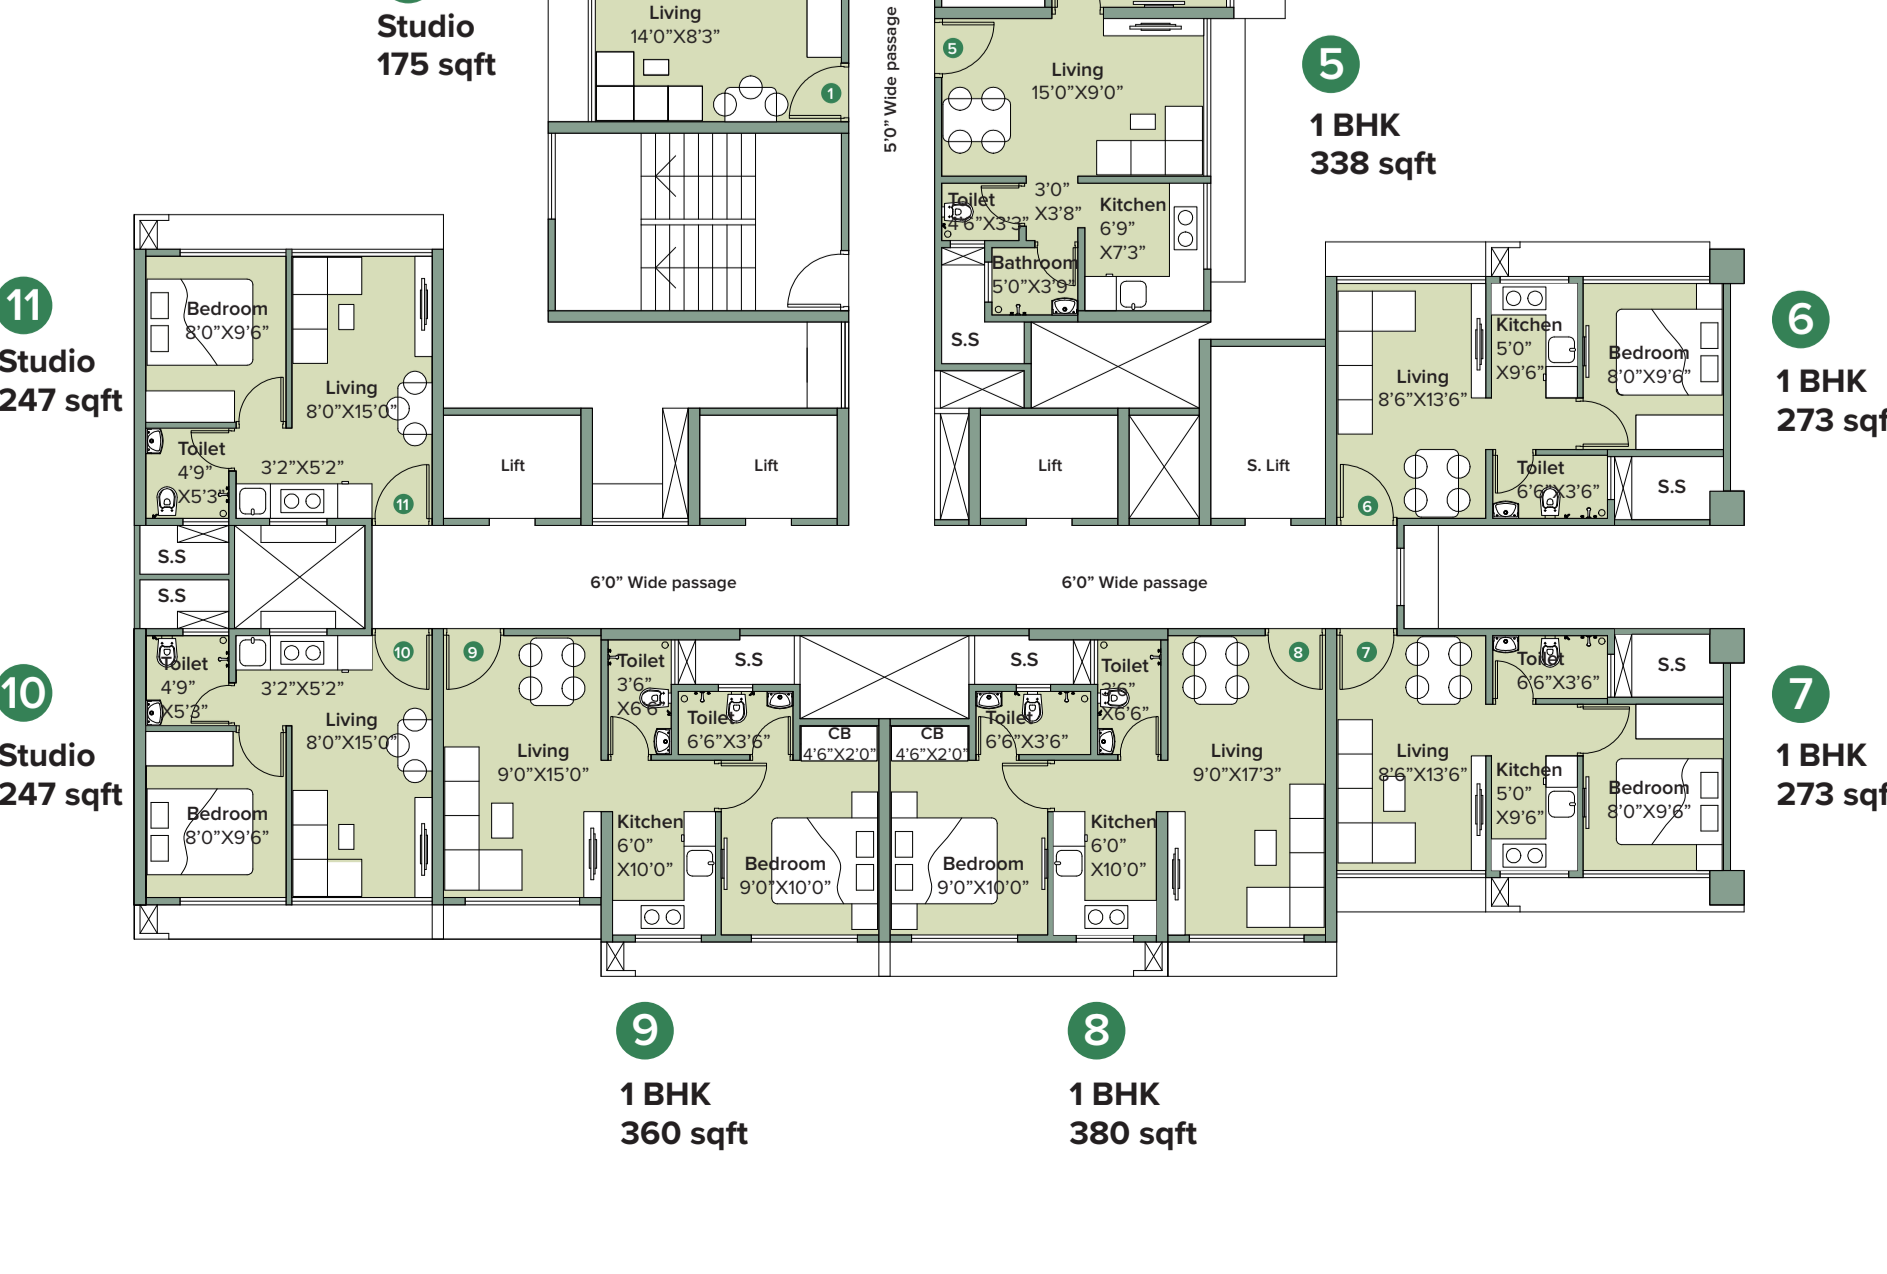 Studio
175 sqft
Living
14’0”X8’3”
1
5’0” Wide passage
5
Living
15’0”X9’0”
5
1 BHK
338 sqft
Toilet
4’6”X3’3”
3’0”
X3’8”
Kitchen
6’9”
X7’3”
Bathroom
5’0”X3’9”
S.S
11
Studio
247 sqft
Bedroom
8’0”X9’6”
Living
8’0”X15’0”
Toilet
4’9”
X5’3”
3’2”X5’2”
11
Lift
Lift
Lift
S. Lift
Living
8’6”X13’6”
Kitchen
5’0”
X9’6”
Bedroom
8’0”X9’6”
Toilet
6’6”X3’6”
S.S
6
6
1 BHK
273 sqf
S.S
S.S
6’0” Wide passage
6’0” Wide passage
10
Studio
247 sqft
Toilet
4’9”
X5’3”
3’2”X5’2”
10
Living
8’0”X15’0”
Bedroom
8’0”X9’6”
9
Living
9’0”X15’0”
Toilet
3’6”
X6’6”
S.S
Toilet
6’6”X3’6”
CB
4’6”X2’0”
Kitchen
6’0”
X10’0”
Bedroom
9’0”X10’0”
S.S
Toilet
6’6”X3’6”
CB
4’6”X2’0”
Toilet
3’6”
X6’6”
8
Living
9’0”X17’3”
Kitchen
6’0”
X10’0”
Bedroom
9’0”X10’0”
7
Living
8’6”X13’6”
Toilet
6’6”X3’6”
S.S
Kitchen
5’0”
X9’6”
Bedroom
8’0”X9’6”
7
1 BHK
273 sqf
9
1 BHK
360 sqft
8
1 BHK
380 sqft